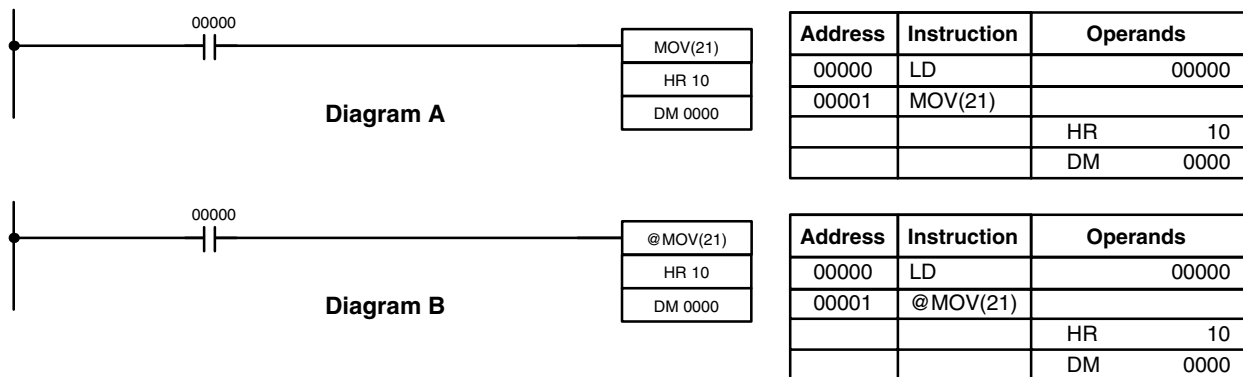 00000
MOV(21)
HR 10
DM 0000
Diagram A
Address Instruction Operands
00000 LD 00000
00001 MOV(21)
HR 10
DM 0000
00000
@MOV(21)
HR 10
DM 0000
Diagram B
Address Instruction Operands
00000 LD 00000
00001 @MOV(21)
HR 10
DM 0000